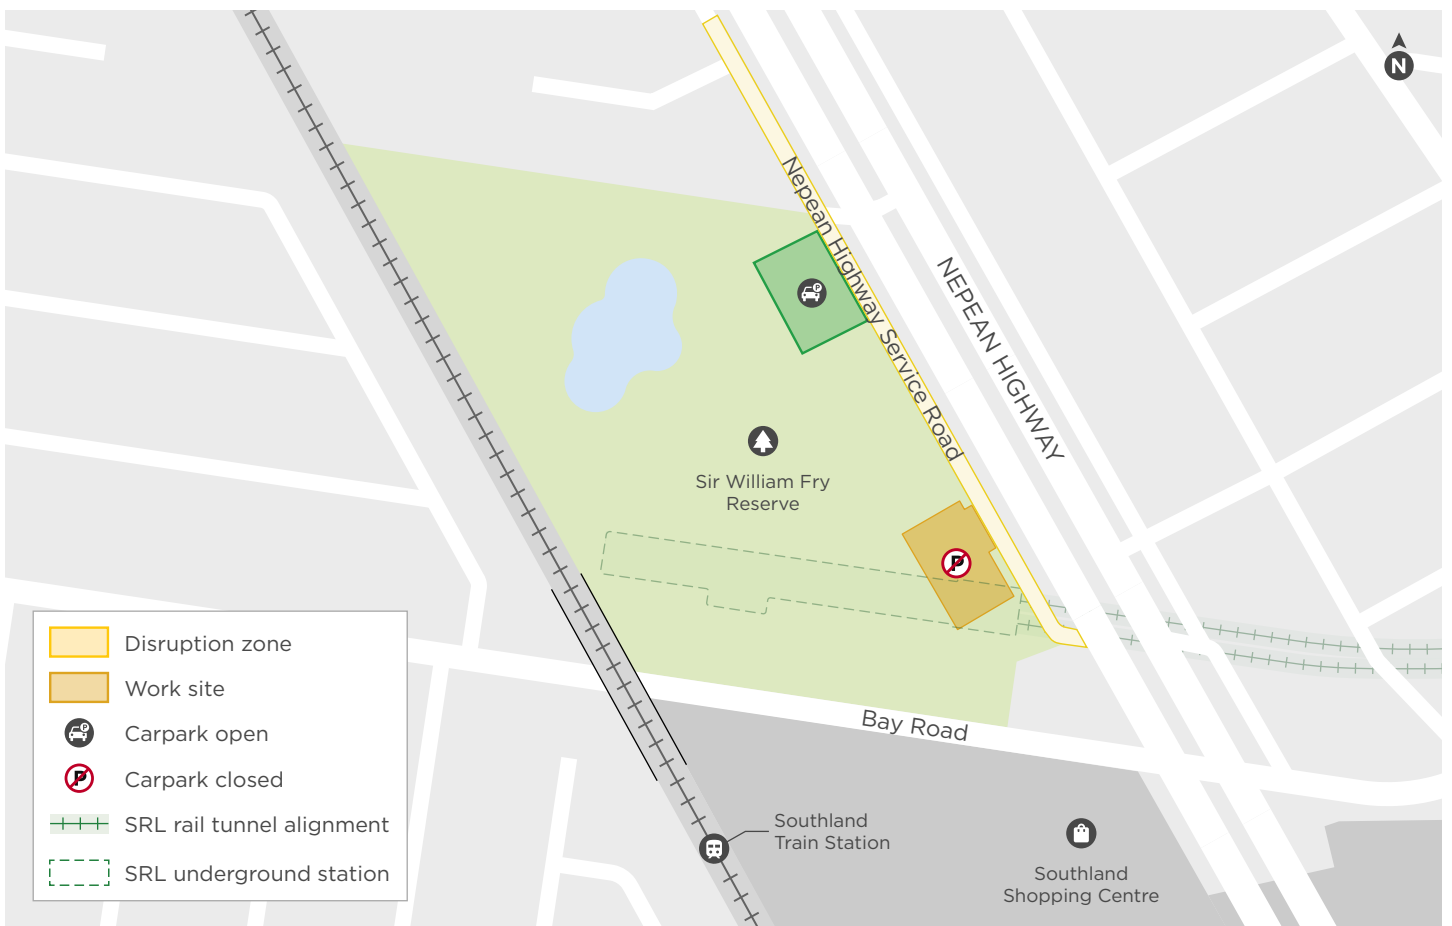 N
Nepean Highway Service Road
NEPEAN HIGHWAY
Sir William Fry
Reserve
P
Bay Road
Disruption zone
Work site
Carpark open
P
Carpark closed
SRL rail tunnel alignment
SRL underground station
Southland
Train Station
Southland
Shopping Centre